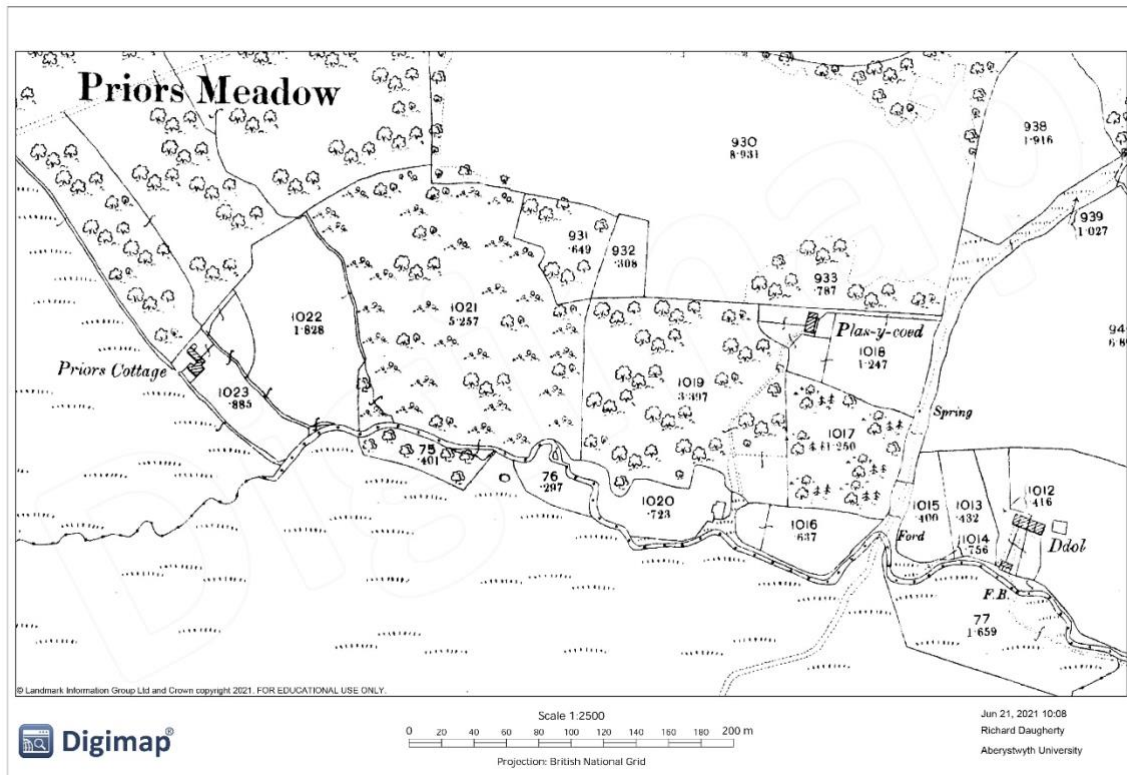 Priors Meadow
930
8·931
938
1·916
939
1·027
931
·649
932
·308
933
·787
1021
5·257
1022
1·828
Plas-y-coed
1018
1·247
Priors Cottage
1023
·885
1019
3·397
Spring
1017
1·250
75
·401
76
·297
1020
·723
1016
·637
Ford
1015
·400
1013
·432
1012
·416
1014
·756
Ddol
F.B.
77
1·659
Digimap
© Landmark Information Group Ltd and Crown copyright 2021. FOR EDUCATIONAL USE ONLY.
Digimap®
Scale 1:2500
0 20 40 60 80 100 120 140 160 180 200 m
Projection: British National Grid
Jun 21, 2021 10:08
Richard Daugherty
Aberystwyth University